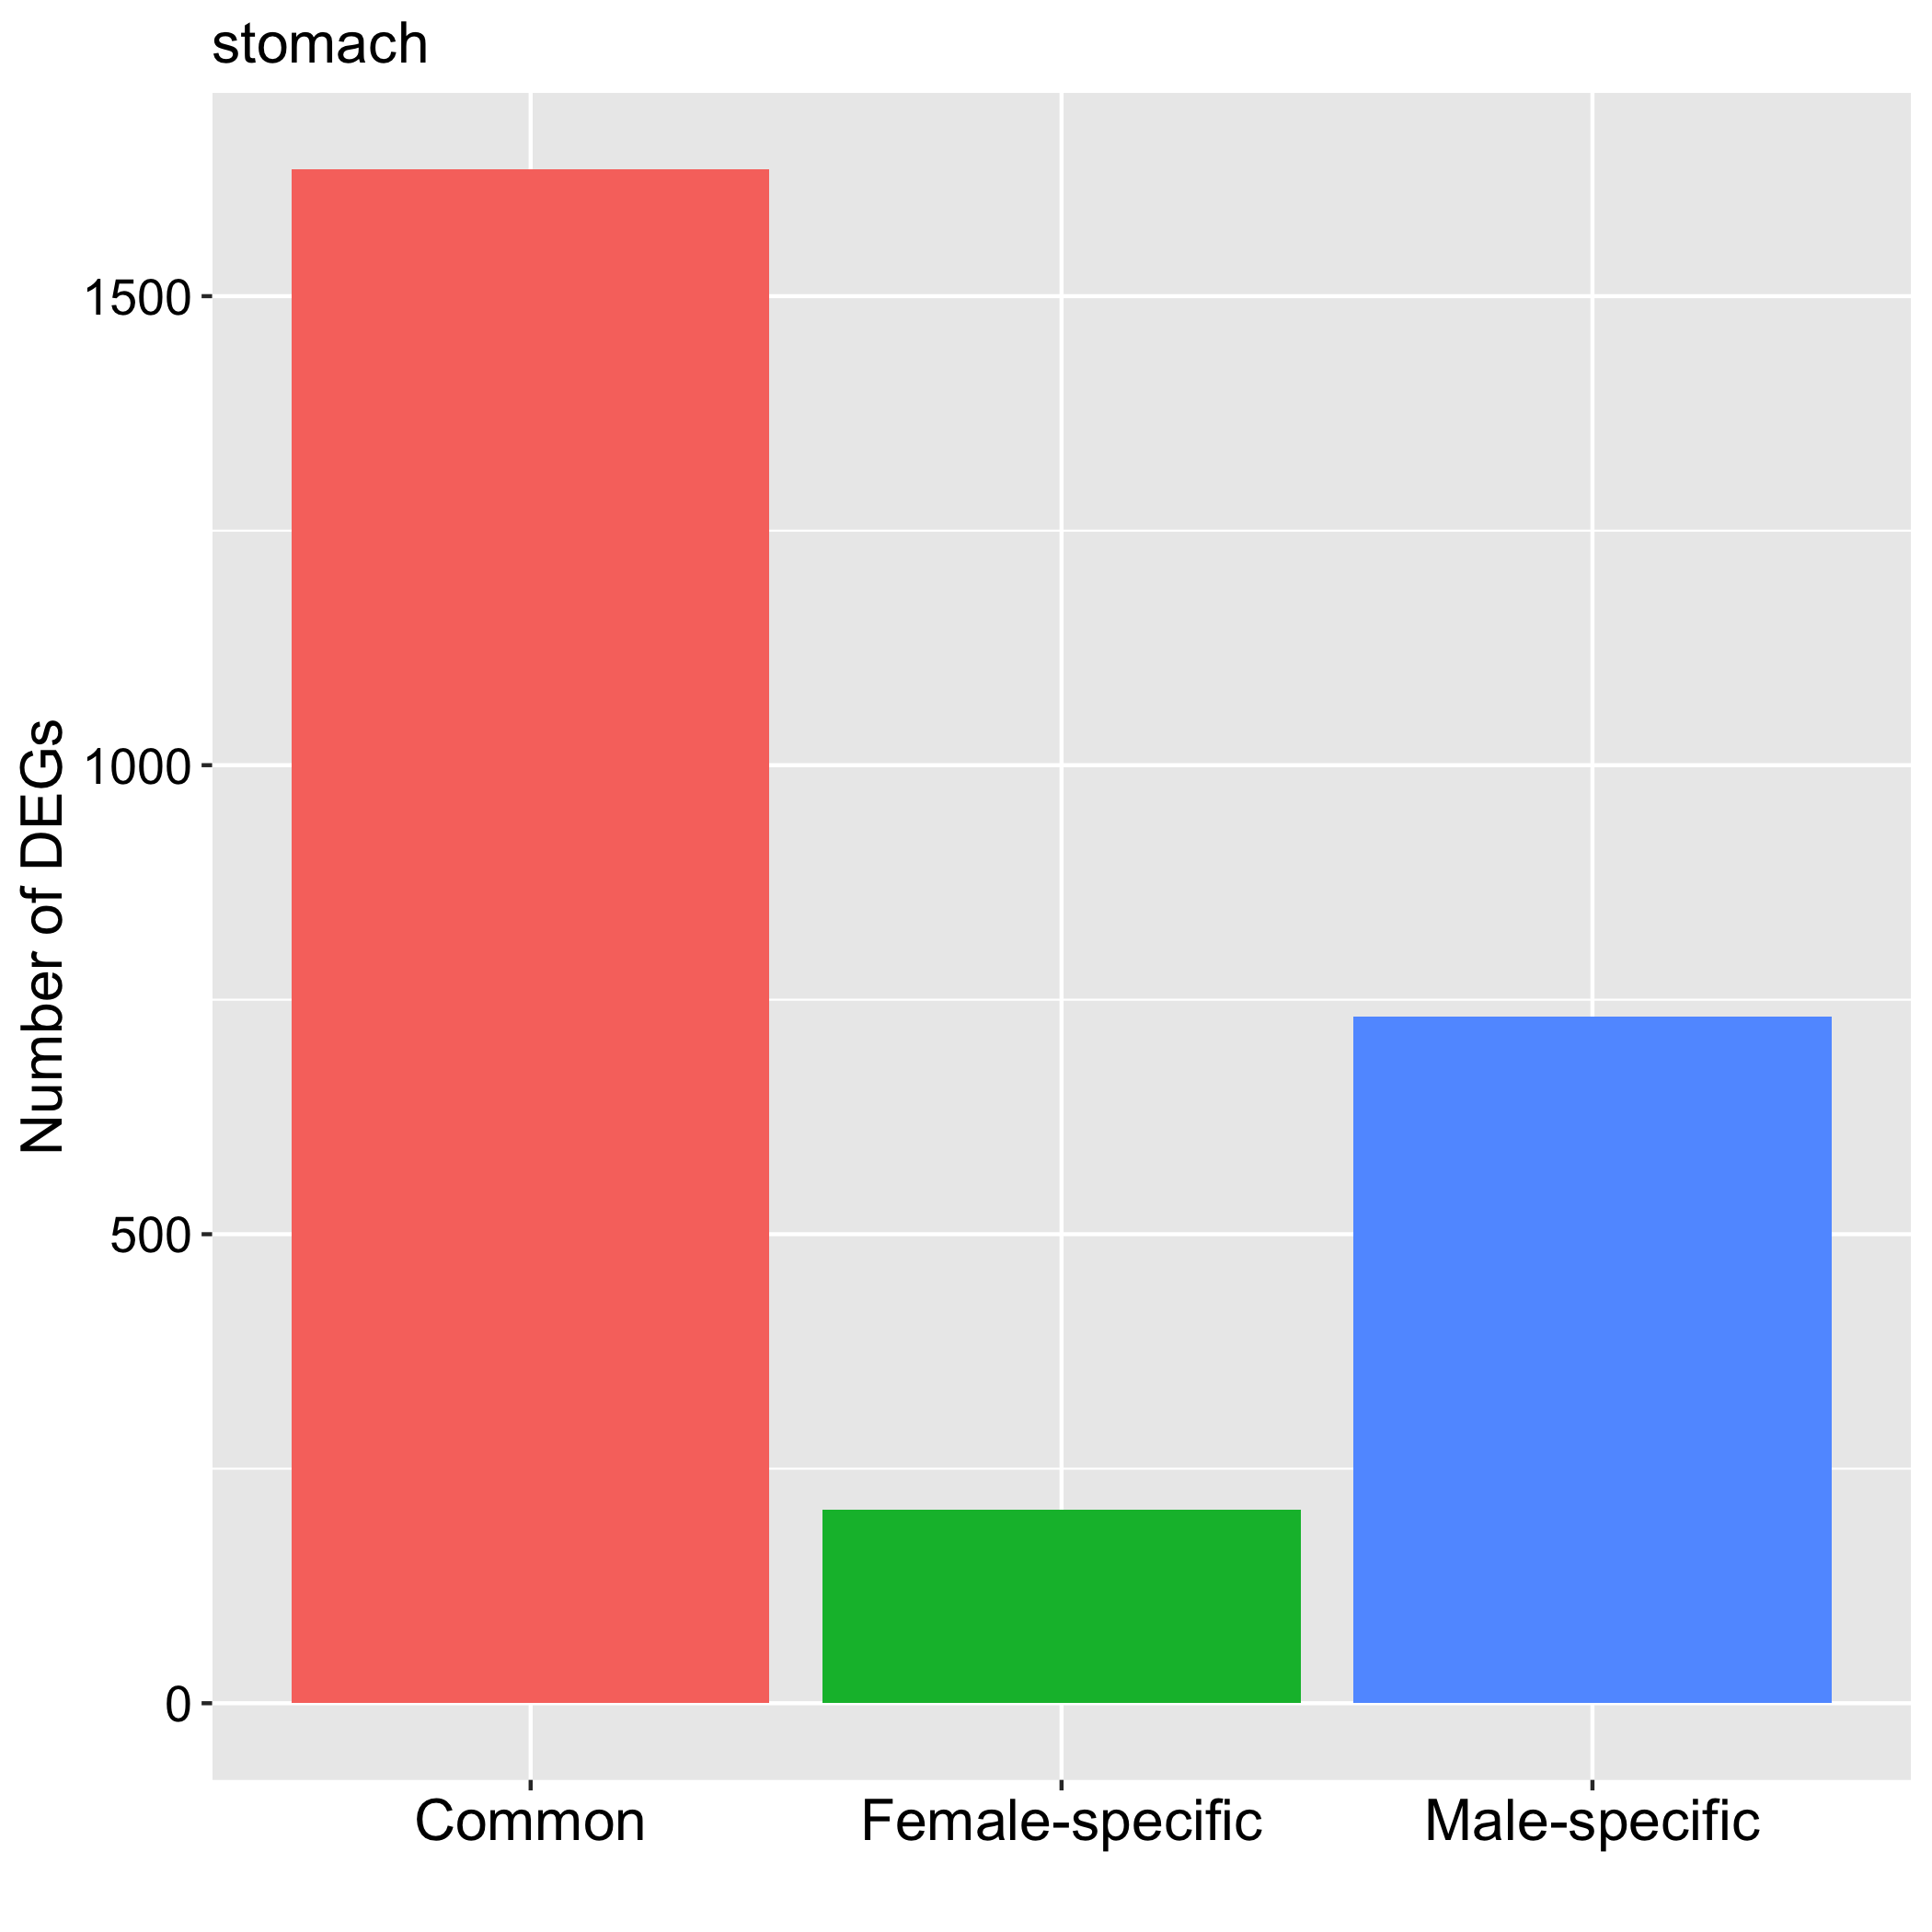 stomach
Number of DEGs
1500
1000
500
0
Common
Female-specific
Male-specific